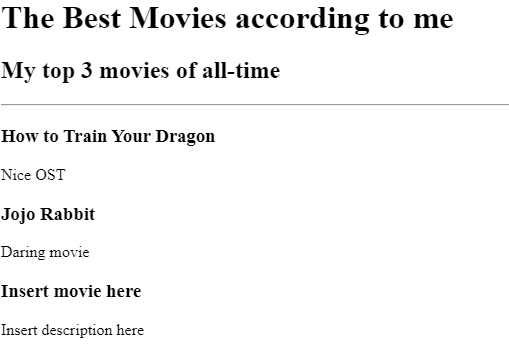 The Best Movies according to me
My top 3 movies of all-time
How to Train Your Dragon
Nice OST
Jojo Rabbit
Daring movie
Insert movie here
Insert description here